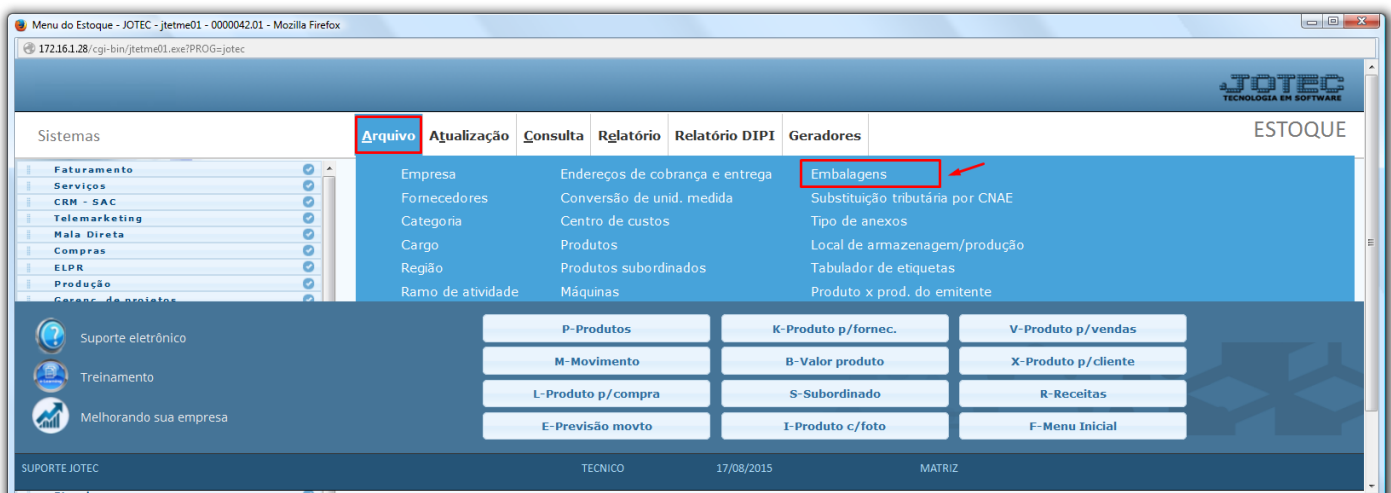 Menu do Estoque - JOTEC - jtetme01 - 0000042.01 - Mozilla Firefox
172.16.1.28/cgi-bin/jtetme01.exe?PROG=jotec
JOTEC
TECNOLOGIA EM SOFTWARE
Sistemas
Arquivo Atualização Consulta Relatório Relatório DIPI Geradores
ESTOQUE
Faturamento
Serviços
CRM - SAC
Telemarketing
Mala Direta
Compras
ELPR
Produção
Gerenc. de projetos
Empresa Endereços de cobrança e entrega Embalagens
Fornecedores Conversão de unid. medida Substituição tributária por CNAE
Categoria Centro de custos Tipo de anexos
Cargo Produtos Local de armazenagem/produção
Região Produtos subordinados Tabulador de etiquetas
Ramo de atividade Máquinas Produto x prod. do emitente
Suporte eletrônico
Treinamento
Melhorando sua empresa
P-Produtos K-Produto p/fornec. V-Produto p/vendas
M-Movimento B-Valor produto X-Produto p/cliente
L-Produto p/compra S-Subordinado R-Receitas
E-Previsão movto I-Produto c/foto F-Menu Inicial
SUPORTE JOTEC TECNICO 17/08/2015 MATRIZ